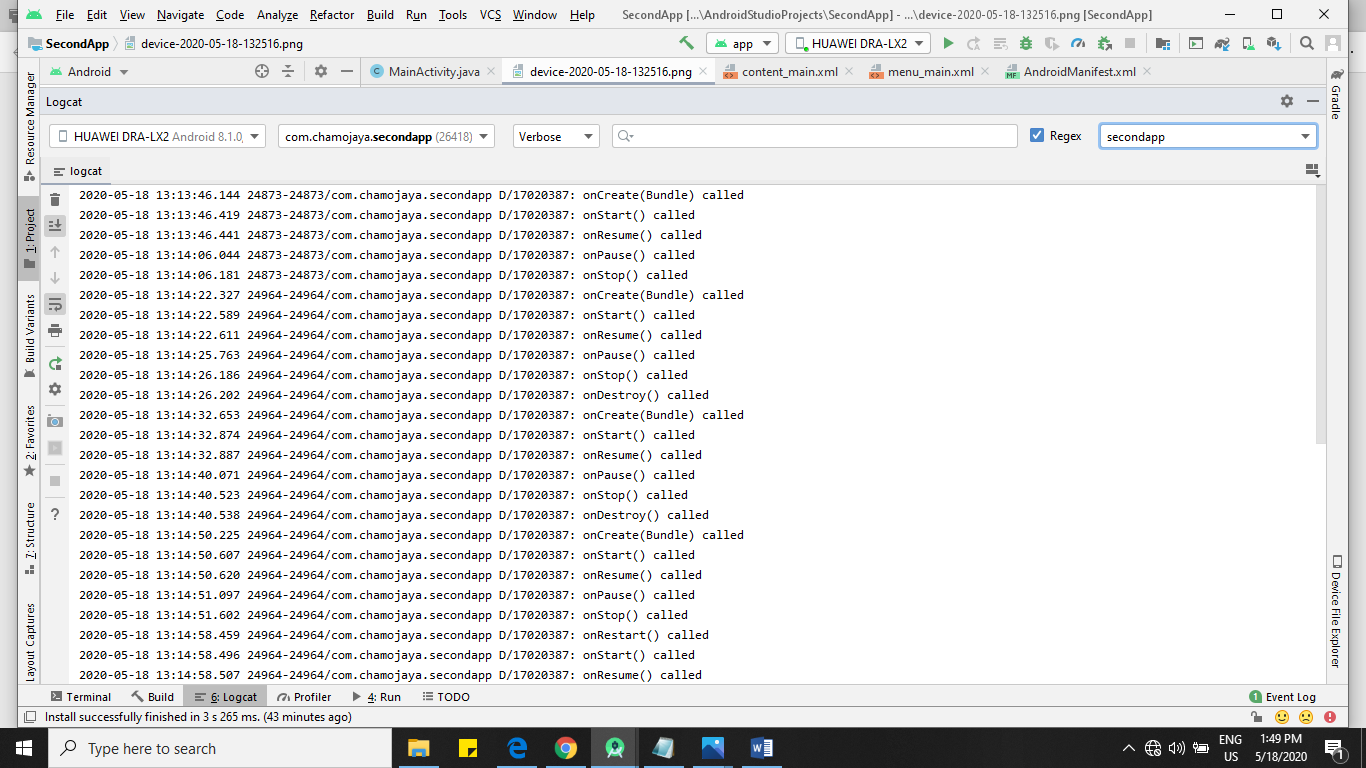 File Edit View Navigate Code Analyze Refactor Build Run Tools VCS Window Help SecondApp [...\AndroidStudioProjects\SecondApp] - ...\device-2020-05-18-132516.png [SecondApp]
SecondApp device-2020-05-18-132516.png app HUAWEI DRA-LX2
Android MainActivity.java device-2020-05-18-132516.png content_main.xml menu_main.xml AndroidManifest.xml
Logcat
HUAWEI DRA-LX2 Android 8.1.0, com.chamojaya.secondapp (26418) Verbose Regex secondapp
logcat
2020-05-18 13:13:46.144 24873-24873/com.chamojaya.secondapp D/17020387: onCreate(Bundle) called
2020-05-18 13:13:46.419 24873-24873/com.chamojaya.secondapp D/17020387: onStart() called
2020-05-18 13:13:46.441 24873-24873/com.chamojaya.secondapp D/17020387: onResume() called
2020-05-18 13:14:06.044 24873-24873/com.chamojaya.secondapp D/17020387: onPause() called
2020-05-18 13:14:06.181 24873-24873/com.chamojaya.secondapp D/17020387: onStop() called
2020-05-18 13:14:22.327 24964-24964/com.chamojaya.secondapp D/17020387: onCreate(Bundle) called
2020-05-18 13:14:22.589 24964-24964/com.chamojaya.secondapp D/17020387: onStart() called
2020-05-18 13:14:22.611 24964-24964/com.chamojaya.secondapp D/17020387: onResume() called
2020-05-18 13:14:25.763 24964-24964/com.chamojaya.secondapp D/17020387: onPause() called
2020-05-18 13:14:26.186 24964-24964/com.chamojaya.secondapp D/17020387: onStop() called
2020-05-18 13:14:26.202 24964-24964/com.chamojaya.secondapp D/17020387: onDestroy() called
2020-05-18 13:14:32.653 24964-24964/com.chamojaya.secondapp D/17020387: onCreate(Bundle) called
2020-05-18 13:14:32.874 24964-24964/com.chamojaya.secondapp D/17020387: onStart() called
2020-05-18 13:14:32.887 24964-24964/com.chamojaya.secondapp D/17020387: onResume() called
2020-05-18 13:14:40.071 24964-24964/com.chamojaya.secondapp D/17020387: onPause() called
2020-05-18 13:14:40.523 24964-24964/com.chamojaya.secondapp D/17020387: onStop() called
2020-05-18 13:14:40.538 24964-24964/com.chamojaya.secondapp D/17020387: onDestroy() called
2020-05-18 13:14:50.225 24964-24964/com.chamojaya.secondapp D/17020387: onCreate(Bundle) called
2020-05-18 13:14:50.607 24964-24964/com.chamojaya.secondapp D/17020387: onStart() called
2020-05-18 13:14:50.620 24964-24964/com.chamojaya.secondapp D/17020387: onResume() called
2020-05-18 13:14:51.097 24964-24964/com.chamojaya.secondapp D/17020387: onPause() called
2020-05-18 13:14:51.602 24964-24964/com.chamojaya.secondapp D/17020387: onStop() called
2020-05-18 13:14:58.459 24964-24964/com.chamojaya.secondapp D/17020387: onRestart() called
2020-05-18 13:14:58.496 24964-24964/com.chamojaya.secondapp D/17020387: onStart() called
2020-05-18 13:14:58.507 24964-24964/com.chamojaya.secondapp D/17020387: onResume() called
Resource Manager
1: Project
Build Variants
2: Favorites
7: Structure
Layout Captures
Gradle
Device File Explorer
Terminal Build 6: Logcat Profiler 4: Run TODO 1 Event Log
Install successfully finished in 3 s 265 ms. (43 minutes ago)
Type here to search
ENG 1:49 PM
US 5/18/2020 1